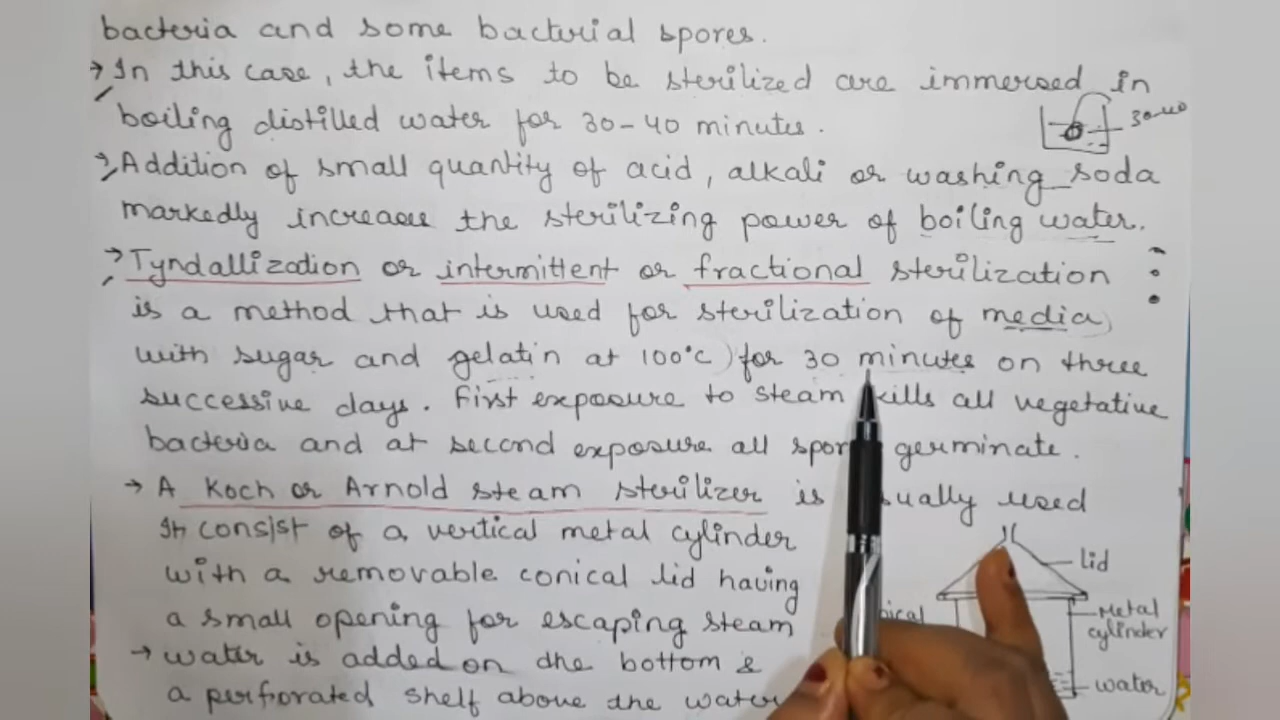 bacteria and some bacterial spores.
→ In this case, the items to be sterilized are immersed in
boiling distilled water for 30-40 minutes.
30-40
→ Addition of small quantity of acid, alkali or washing soda
markedly increase the sterilizing power of boiling water.
→ Tyndallization or intermittent or fractional sterilization
is a method that is used for sterilization of media
with sugar and gelatin at 100°C for 30 minutes on three
successive days. First exposure to steam kills all vegetative
bacteria and at second exposure all spor germinate.
→ A Koch or Arnold steam sterilizer is usually used
It consist of a vertical metal cylinder
with a removable conical lid having
a small opening for escaping steam
→ water is added on the bottom &
a perforated shelf above the water
lid
ical
Metal
cylinder
water